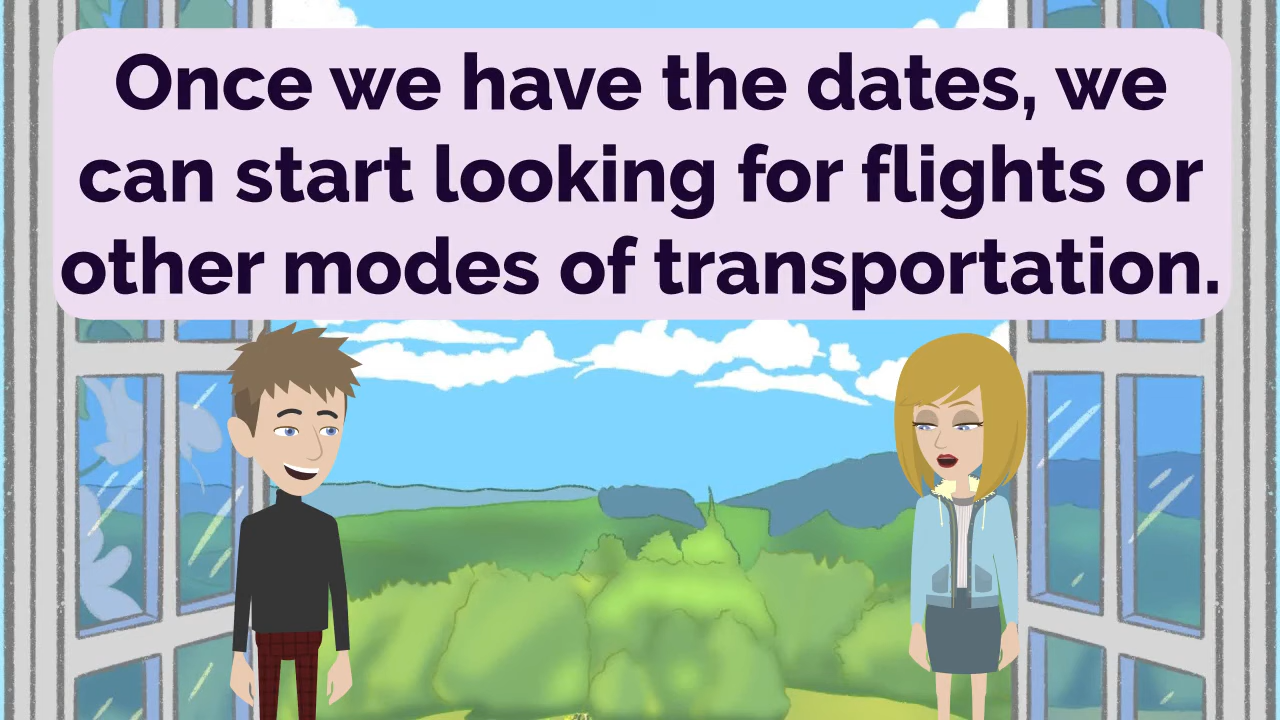 Once we have the dates, we
can start looking for flights or
other modes of transportation.